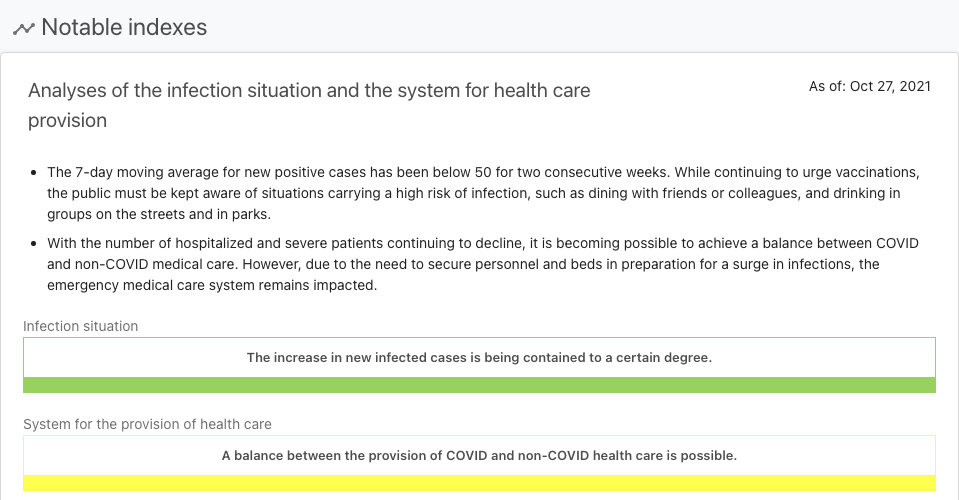 Notable indexes
Analyses of the infection situation and the system for health care
provision
As of: Oct 27, 2021
The 7-day moving average for new positive cases has been below 50 for two consecutive weeks. While continuing to urge vaccinations,
the public must be kept aware of situations carrying a high risk of infection, such as dining with friends or colleagues, and drinking in
groups on the streets and in parks.
With the number of hospitalized and severe patients continuing to decline, it is becoming possible to achieve a balance between COVID
and non-COVID medical care. However, due to the need to secure personnel and beds in preparation for a surge in infections, the
emergency medical care system remains impacted.
Infection situation
The increase in new infected cases is being contained to a certain degree.
System for the provision of health care
A balance between the provision of COVID and non-COVID health care is possible.